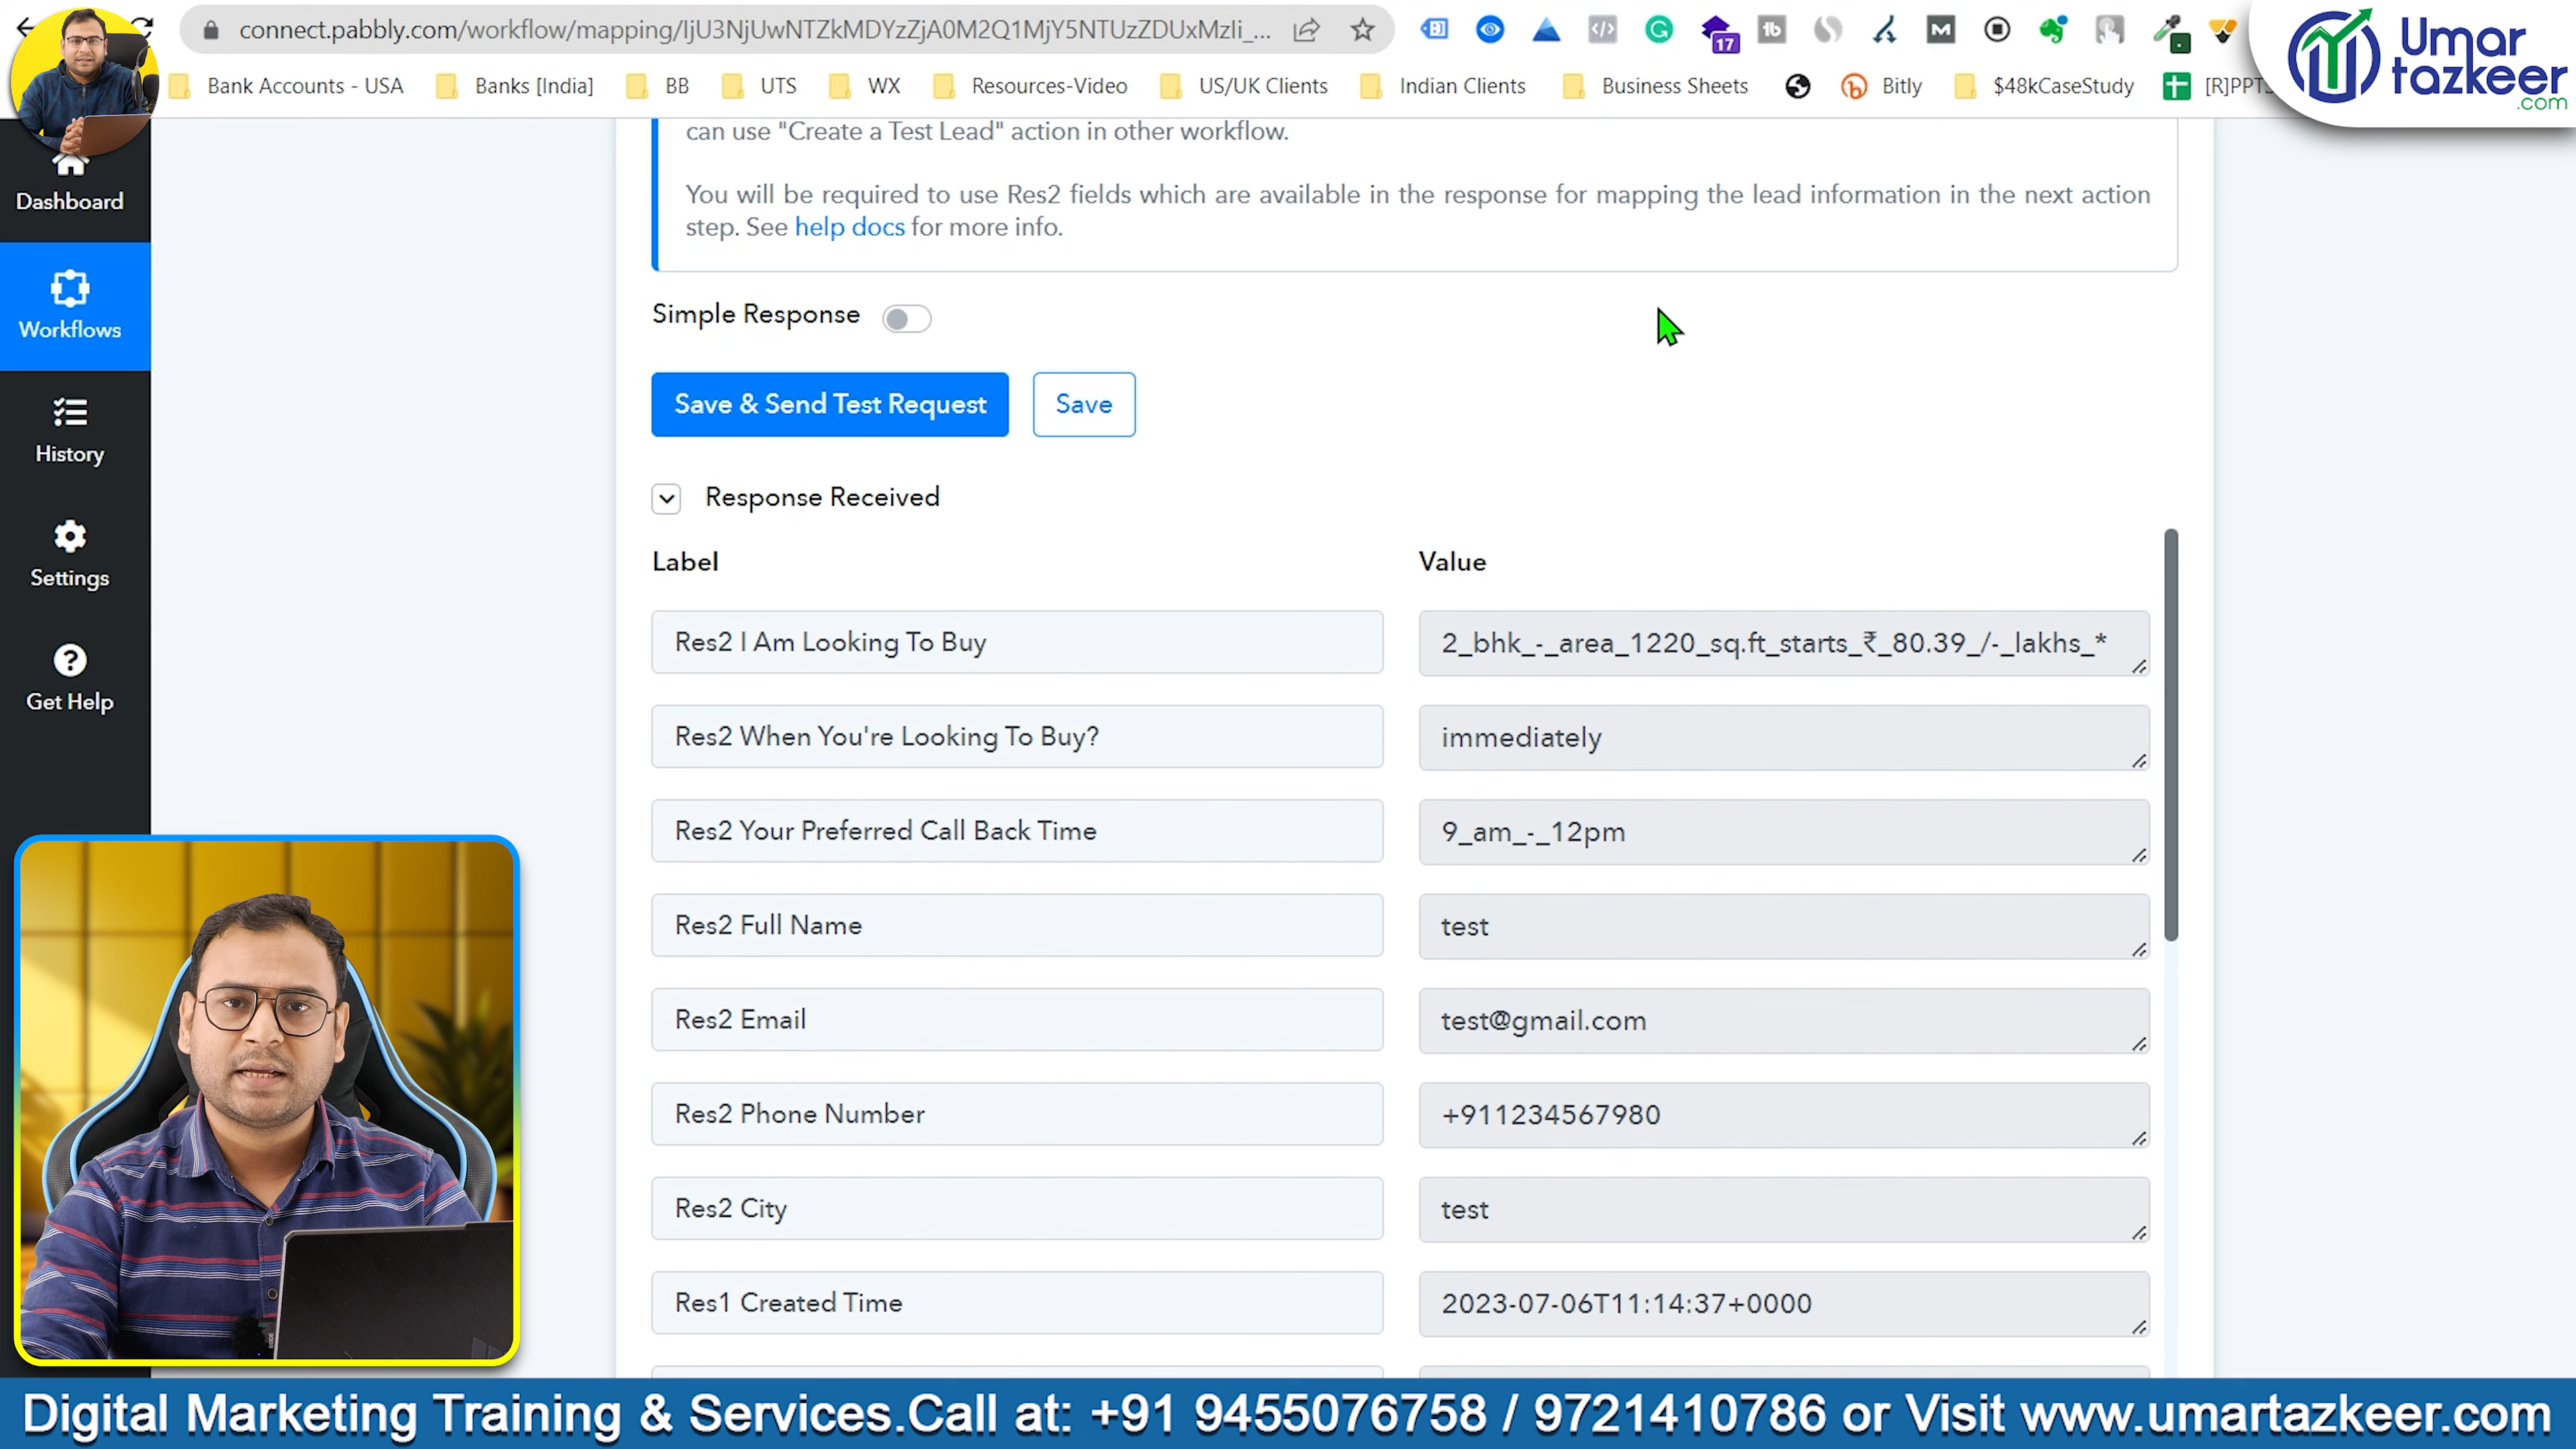 connect.pabbly.com/workflow/mapping/IjU3NjUwNTZkMDYzZjA0M2Q1MjY5NTUzZDUxMzIi_...
17
Umar
tazkeer
.com
Bank Accounts - USA
Banks [India]
BB
UTS
WX
Resources-Video
US/UK Clients
Indian Clients
Business Sheets
Bitly
$48kCaseStudy
Dashboard
Workflows
History
Settings
Get Help
can use "Create a Test Lead" action in other workflow.
You will be required to use Res2 fields which are available in the response for mapping the lead information in the next action
step. See help docs for more info.
Simple Response
Save & Send Test Request
Save
Response Received
Label
Value
Res2 I Am Looking To Buy
2_bhk_-_area_1220_sq.ft_starts_₹_80.39_/-_lakhs_*
Res2 When You're Looking To Buy?
immediately
Res2 Your Preferred Call Back Time
9_am_-_12pm
Res2 Full Name
test
Res2 Email
test@gmail.com
Res2 Phone Number
+911234567980
Res2 City
test
Res1 Created Time
2023-07-06T11:14:37+0000
Digital Marketing Training & Services.Call at: +91 9455076758 / 9721410786 or Visit www.umartazkeer.com